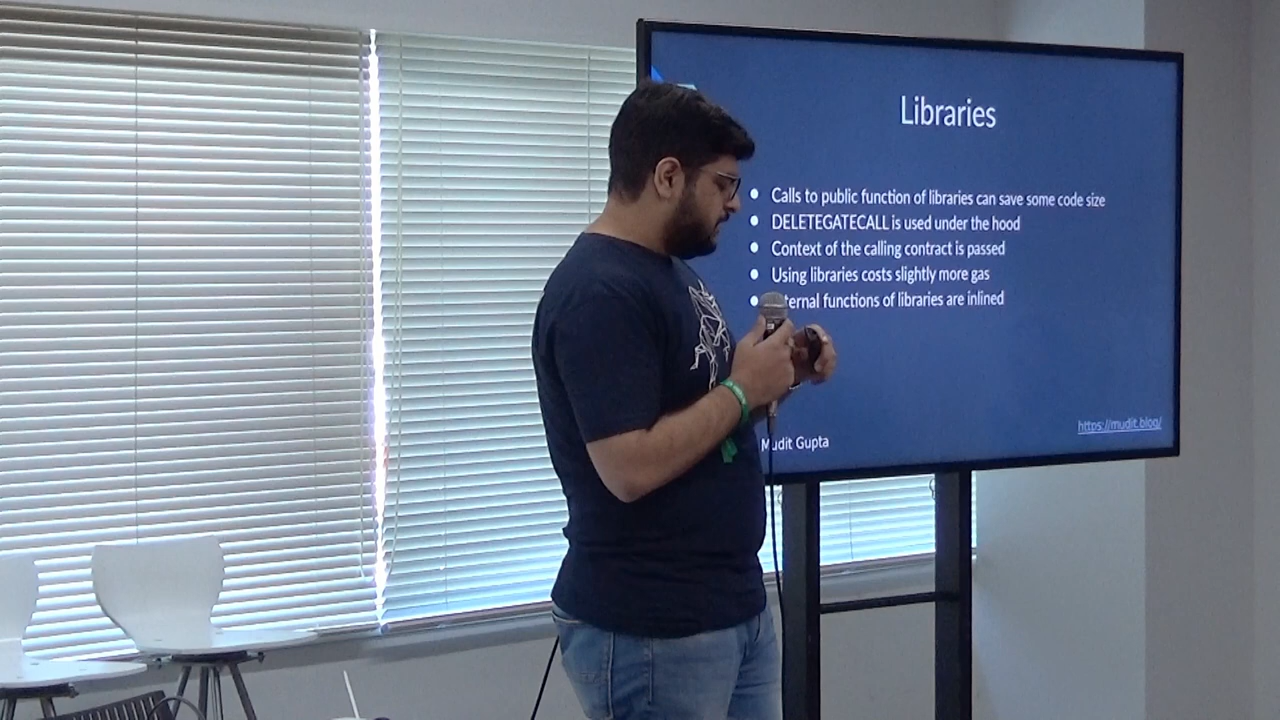 Libraries
Calls to public function of libraries can save some code size
DELETEGATECALL is used under the hood
Context of the calling contract is passed
Using libraries costs slightly more gas
functions of libraries are inlined
Mudit Gupta
https://mudit.blog/